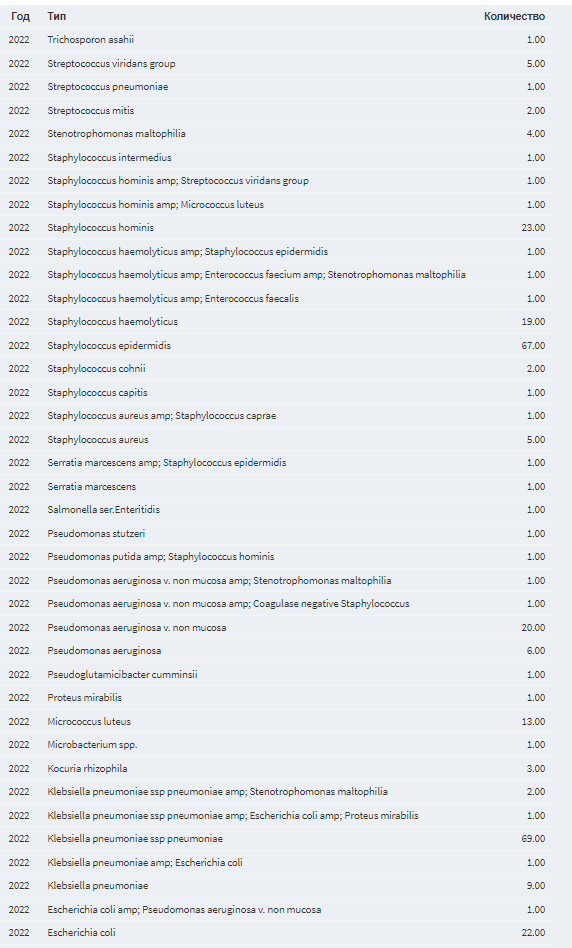 Год Тип Количество
2022 Trichosporon asahii 1.00
2022 Streptococcus viridans group 5.00
2022 Streptococcus pneumoniae 1.00
2022 Streptococcus mitis 2.00
2022 Stenotrophomonas maltophilia 4.00
2022 Staphylococcus intermedius 1.00
2022 Staphylococcus hominis amp; Streptococcus viridans group 1.00
2022 Staphylococcus hominis amp; Micrococcus luteus 1.00
2022 Staphylococcus hominis 23.00
2022 Staphylococcus haemolyticus amp; Staphylococcus epidermidis 1.00
2022 Staphylococcus haemolyticus amp; Enterococcus faecium amp; Stenotrophomonas maltophilia 1.00
2022 Staphylococcus haemolyticus amp; Enterococcus faecalis 1.00
2022 Staphylococcus haemolyticus 19.00
2022 Staphylococcus epidermidis 67.00
2022 Staphylococcus cohnii 2.00
2022 Staphylococcus capitis 1.00
2022 Staphylococcus aureus amp; Staphylococcus caprae 1.00
2022 Staphylococcus aureus 5.00
2022 Serratia marcescens amp; Staphylococcus epidermidis 1.00
2022 Serratia marcescens 1.00
2022 Salmonella ser.Enteritidis 1.00
2022 Pseudomonas stutzeri 1.00
2022 Pseudomonas putida amp; Staphylococcus hominis 1.00
2022 Pseudomonas aeruginosa v. non mucosa amp; Stenotrophomonas maltophilia 1.00
2022 Pseudomonas aeruginosa v. non mucosa amp; Coagulase negative Staphylococcus 1.00
2022 Pseudomonas aeruginosa v. non mucosa 20.00
2022 Pseudomonas aeruginosa 6.00
2022 Pseudoglutamicibacter cumminsii 1.00
2022 Proteus mirabilis 1.00
2022 Micrococcus luteus 13.00
2022 Microbacterium spp. 1.00
2022 Kocuria rhizophila 3.00
2022 Klebsiella pneumoniae ssp pneumoniae amp; Stenotrophomonas maltophilia 2.00
2022 Klebsiella pneumoniae ssp pneumoniae amp; Escherichia coli amp; Proteus mirabilis 1.00
2022 Klebsiella pneumoniae ssp pneumoniae 69.00
2022 Klebsiella pneumoniae amp; Escherichia coli 1.00
2022 Klebsiella pneumoniae 9.00
2022 Escherichia coli amp; Pseudomonas aeruginosa v. non mucosa 1.00
2022 Escherichia coli 22.00